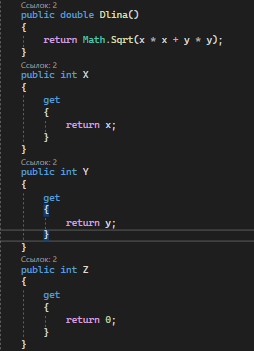 Ссылок: 2
public double Dlina()
{
return Math.Sqrt(x * x + y * y);
}
Ссылок: 2
public int X
{
get
{
return x;
}
}
Ссылок: 2
public int Y
{
get
{
return y;
}
}
Ссылок: 2
public int Z
{
get
{
return 0;
}
}